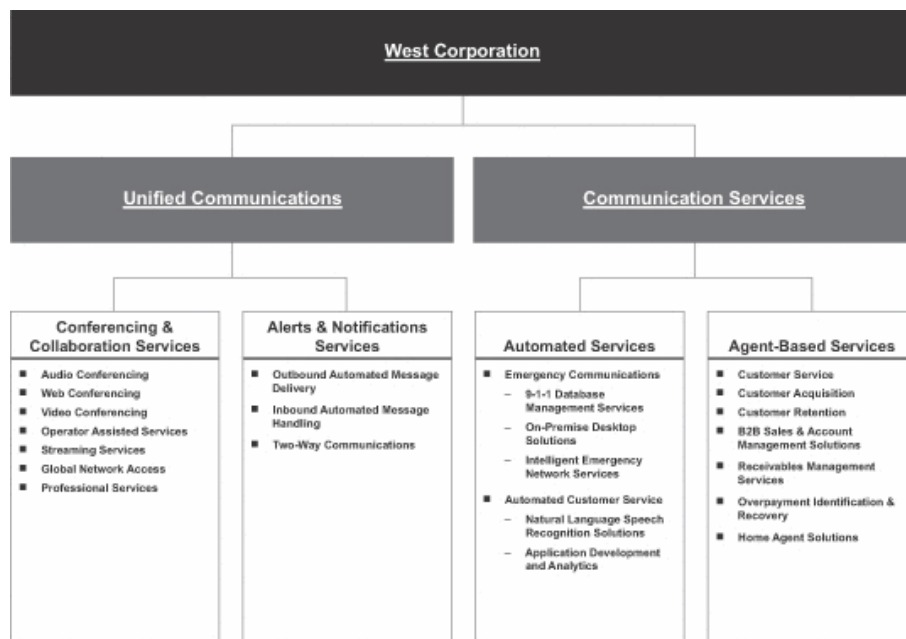 West Corporation
Unified Communications
Communication Services
Conferencing &
Collaboration Services
■ Audio Conferencing
■ Web Conferencing
■ Video Conferencing
■ Operator Assisted Services
■ Streaming Services
■ Global Network Access
■ Professional Services
Alerts & Notifications
Services
■ Outbound Automated Message
Delivery
■ Inbound Automated Message
Handling
■ Two-Way Communications
Automated Services
■ Emergency Communications
– 9-1-1 Database
Management Services
– On-Premise Desktop
Solutions
– Intelligent Emergency
Network Services
■ Automated Customer Service
– Natural Language Speech
Recognition Solutions
– Application Development
and Analytics
Agent-Based Services
■ Customer Service
■ Customer Acquisition
■ Customer Retention
■ B2B Sales & Account
Management Solutions
■ Receivables Management
Services
■ Overpayment Identification &
Recovery
■ Home Agent Solutions